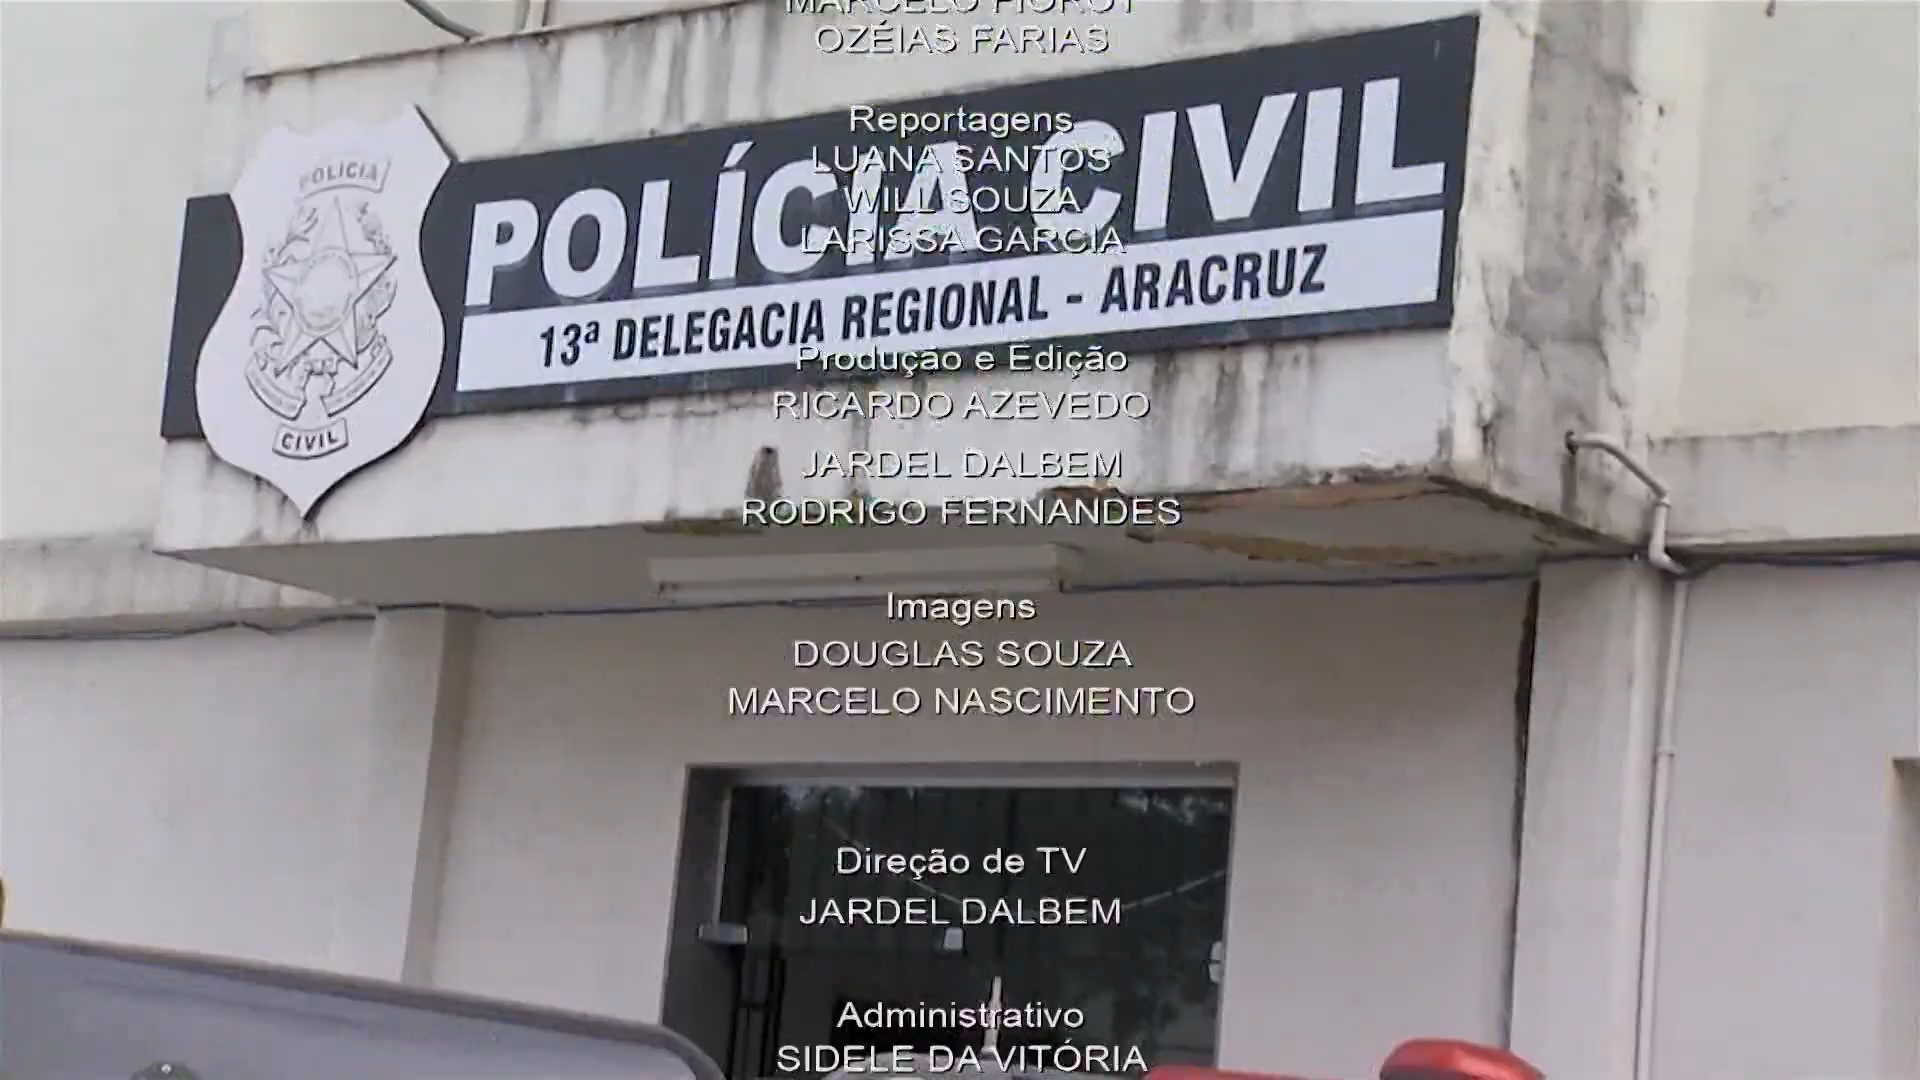 MARCELO FIOROT
OZÉIAS FARIAS
Reportagens
LUANA SANTOS
WILL SOUZA
LARISSA GARCIA
POLÍCIA
CIVIL
POLÍCIA CIVIL
13ª DELEGACIA REGIONAL - ARACRUZ
Produção e Edição
RICARDO AZEVEDO
JARDEL DALBEM
RODRIGO FERNANDES
Imagens
DOUGLAS SOUZA
MARCELO NASCIMENTO
Direção de TV
JARDEL DALBEM
Administrativo
SIDELE DA VITÓRIA